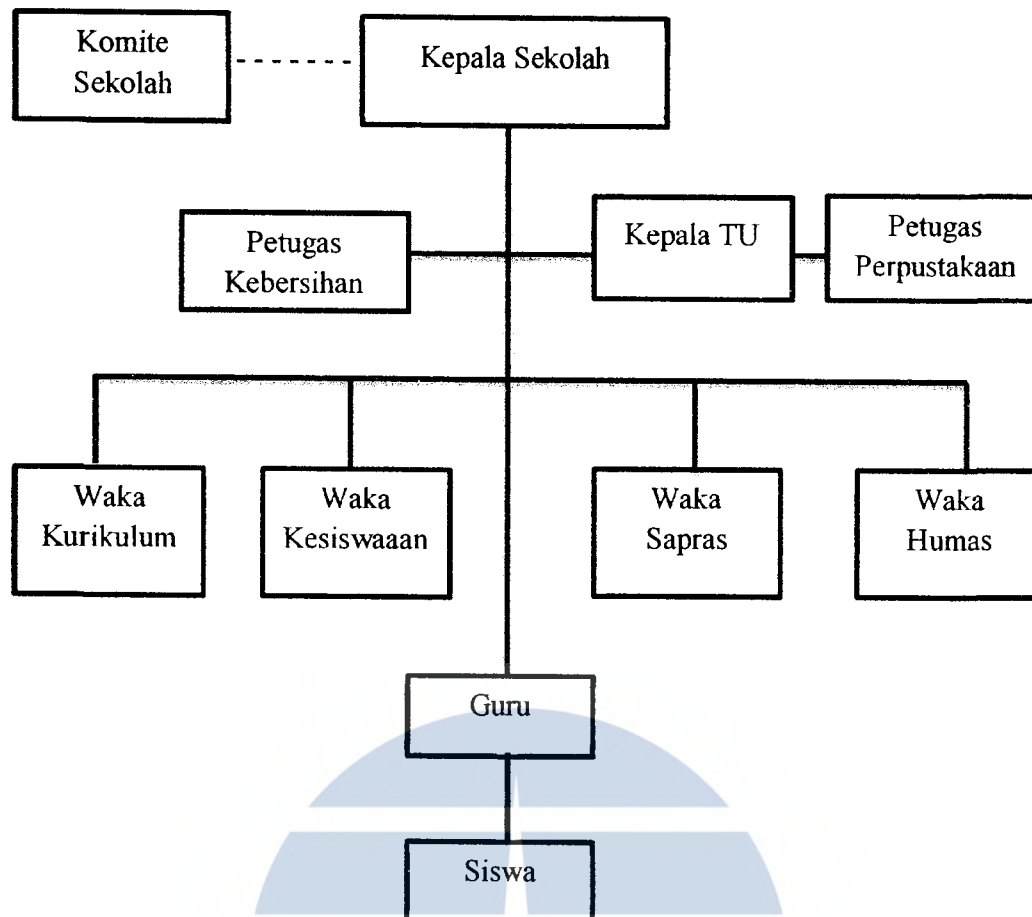 Komite
Sekolah
Kepala Sekolah
Petugas
Kebersihan
Kepala TU
Petugas
Perpustakaan
Waka
Kurikulum
Waka
Kesiswaaan
Waka
Sapras
Waka
Humas
Guru
Siswa